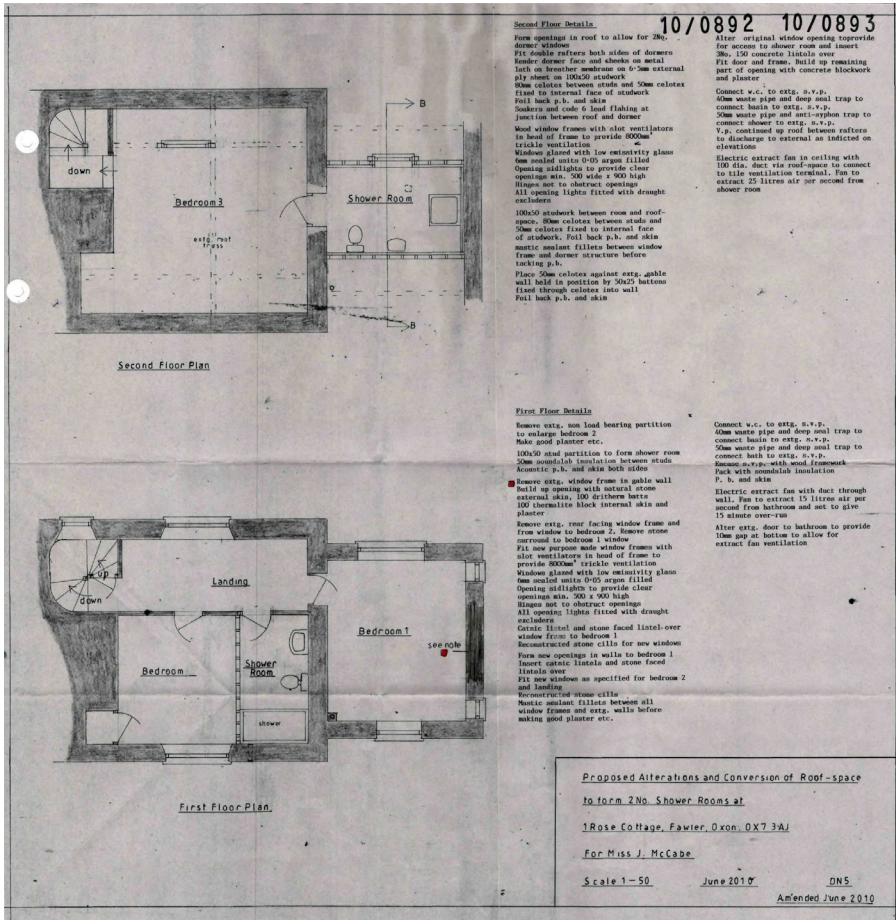 10/0892 10/0893
Second Floor Details
Form openings in roof to allow for 2No.
dormer windows
Fit double rafters both sides of dormers
Render dormer face and cheeks on metal
lath on breather membrane on 6·5mm external
ply sheet on 100x50 studwork
80mm celotex between studs and 50mm celotex
fixed to internal face of studwork
Foil back p.b. and skim
Soakers and code 6 lead flahing at
junction between roof and dormer
Wood window frames with slot ventilators
in head of frame to provide 8000mm²
trickle ventilation
Windows glazed with low emissivity glass
6mm sealed units 0·05 argon filled
Opening sidlights to provide clear
openings min. 500 wide x 900 high
Hinges not to obstruct openings
All opening lights fitted with draught
excluders
100x50 studwork between room and roof-
space. 80mm celotex between studs and
50mm celotex fixed to internal face
of studwork. Foil back p.b. and skim
mastic sealant fillets between window
frame and dormer structure before
tacking p.b.
Place 50mm celotex against extg. gable
wall held in position by 50x25 battens
fixed through celotex into wall
Foil back p.b. and skim
Alter original window opening toprovide
for access to shower room and insert
3No. 150 concrete lintols over
Fit door and frame. Build up remaining
part of opening with concrete blockwork
and plaster
Connect w.c. to extg. s.v.p.
40mm waste pipe and deep seal trap to
connect basin to extg. s.v.p.
50mm waste pipe and anti-syphon trap to
connect shower to extg. s.v.p.
V.p. continued up roof between rafters
to discharge to external as indicted on
elevations
Electric extract fan in ceiling with
100 dia. duct via roof-space to connect
to tile ventilation terminal. Fan to
extract 25 litres air per second from
shower room
B
down
Bedroom 3
Shower Room
extg. roof
truss
B
Second Floor Plan
First Floor Details
Remove extg. non load bearing partition
to enlarge bedroom 2
Make good plaster etc.
100x50 stud partition to form shower room
50mm soundslab insulation between studs
Acoustic p.b. and skim both sides
Remove extg. window frame in gable wall
Build up opening with natural stone
external skin, 100 dritherm batts
100 thermalite block internal skin and
plaster
Remove extg. rear facing window frame and
from window to bedroom 2. Remove stone
surround to bedroom 1 window
Fit new purpose made window frames with
slot ventilators in head of frame to
provide 8000mm² trickle ventilation
Windows glazed with low emissivity glass
6mm sealed units 0·05 argon filled
Opening sidlights to provide clear
openings min. 500 x 900 high
Hinges not to obstruct openings
All opening lights fitted with draught
excluders
Catnic lintel and stone faced lintel over
window frame to bedroom 1
Reconstructed stone cills for new windows
Form new openings in walls to bedroom 1
Insert catnic lintels and stone faced
lintols over
Fit new windows as specified for bedroom 2
and landing
Reconstructed stone cills
Mastic sealant fillets between all
window frames and extg. walls before
making good plaster etc.
Connect w.c. to extg. s.v.p.
40mm waste pipe and deep seal trap to
connect basin to extg. s.v.p.
50mm waste pipe and deep seal trap to
connect bath to extg. s.v.p.
Encase s.v.p. with wood framework
Pack with soundslab insulation
P. b. and skim
Electric extract fan with duct through
wall. Fan to extract 15 litres air per
second from bathroom and set to give
15 minute over-run
Alter extg. door to bathroom to provide
10mm gap at bottom to allow for
extract fan ventilation
up
down
Landing
Bedroom 1
see note
Bedroom
Shower
Room
shower
First Floor Plan
Proposed Alterations and Conversion of Roof-space
to form 2No. Shower Rooms at
1 Rose Cottage, Fawler, Oxon. OX7 3AJ
For Miss J. McCabe
Scale 1-50 June 2010 DN5
Amended June 2010